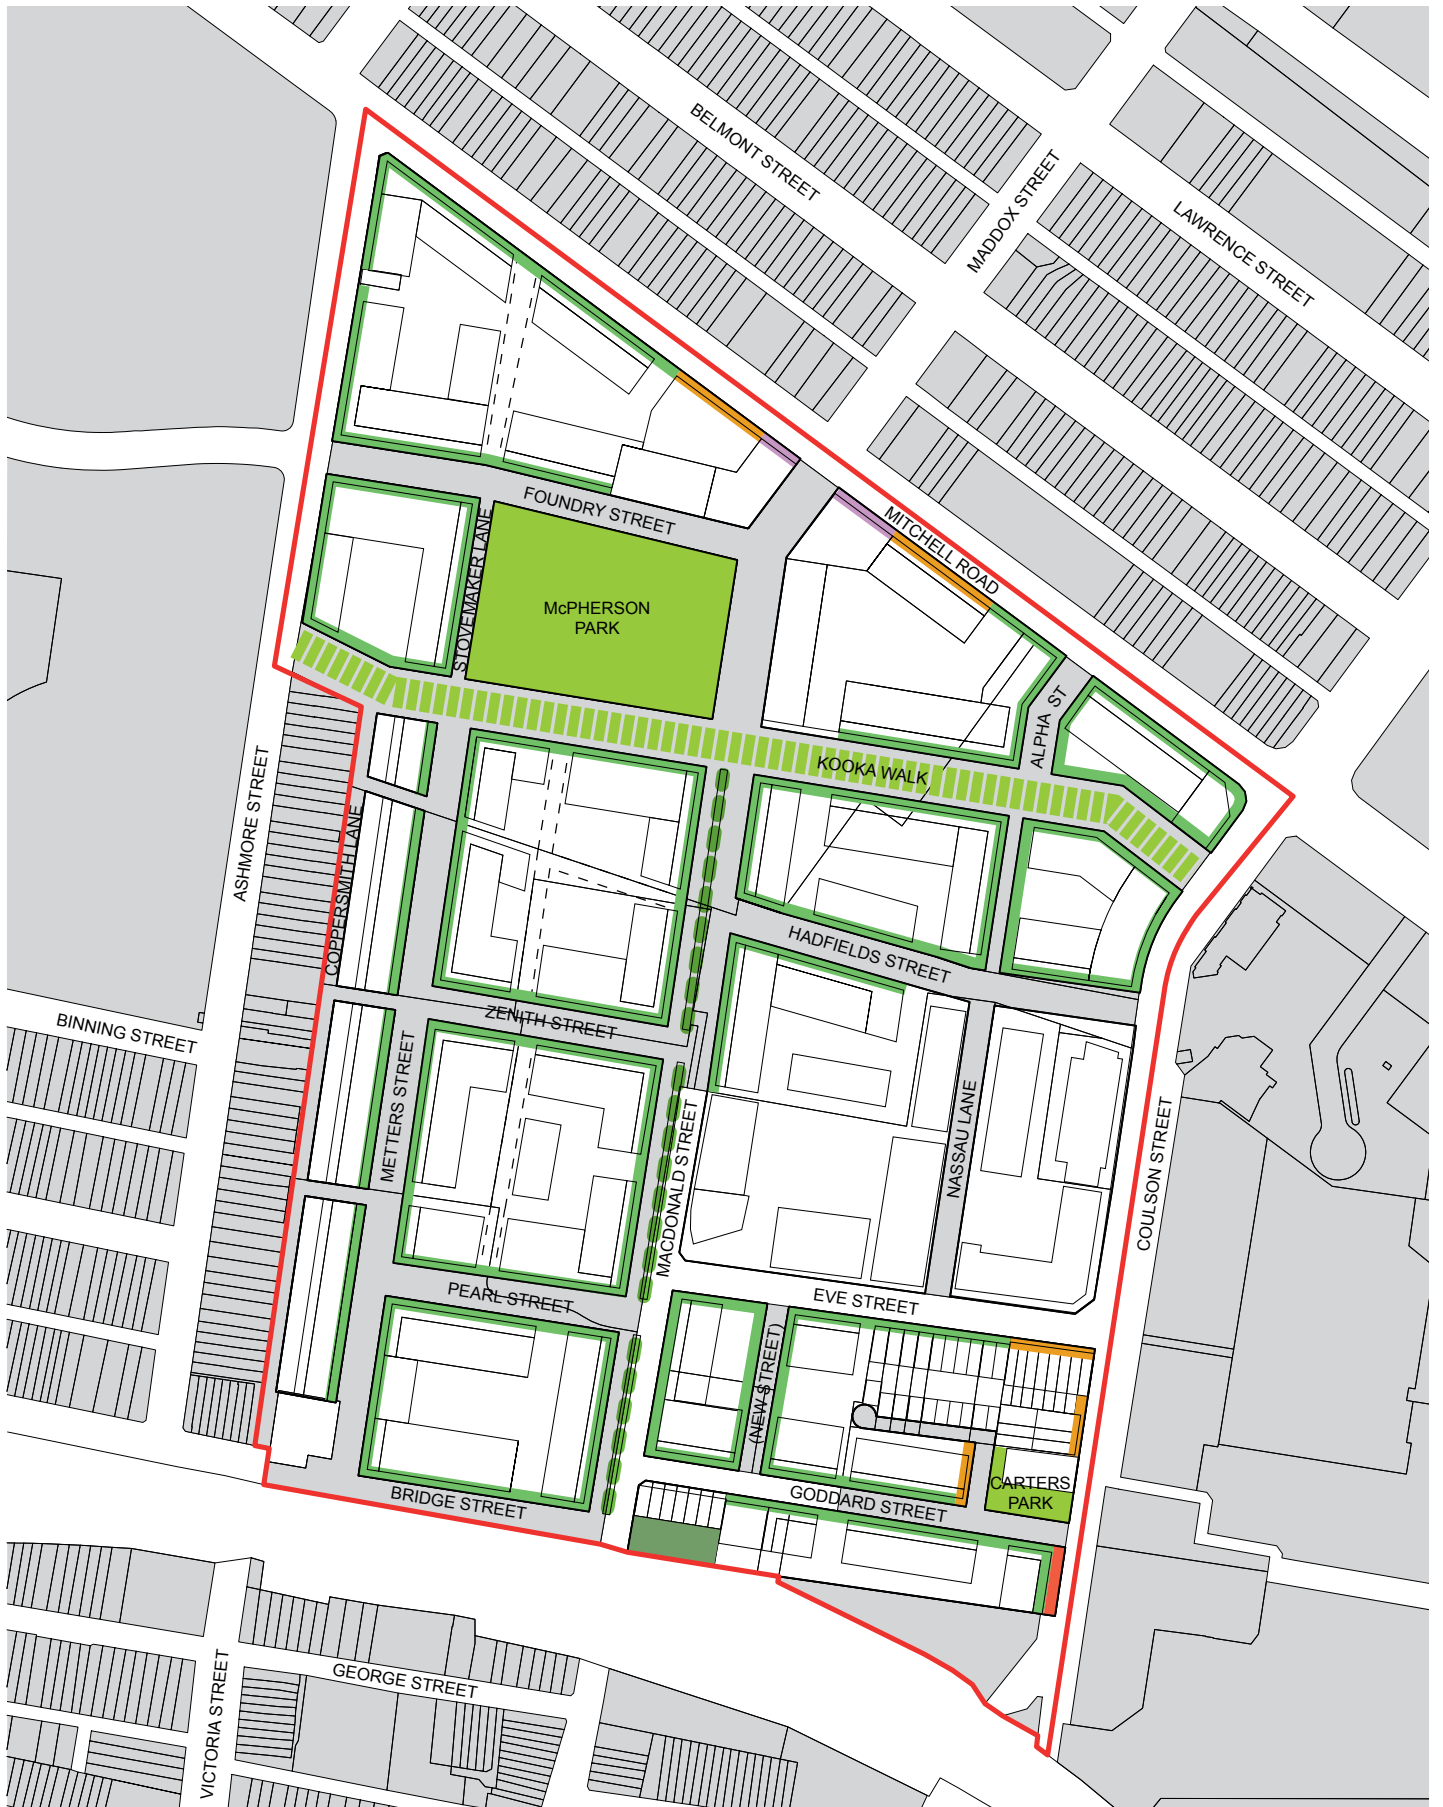 BELMONT STREET
MADDOX STREET
LAWRENCE STREET
FOUNDRY STREET
MITCHELL ROAD
STOVEMAKER LANE
McPHERSON
PARK
ALPHA ST
KOOKA WALK
ASHMORE STREET
COPPERSMITH LANE
HADFIELDS STREET
BINNING STREET
ZENITH STREET
METTERS STREET
MACDONALD STREET
NASSAU LANE
COULSON STREET
PEARL STREET
EVE STREET
(NEW STREET)
CARTERS
PARK
BRIDGE STREET
GODDARD STREET
GEORGE STREET
VICTORIA STREET